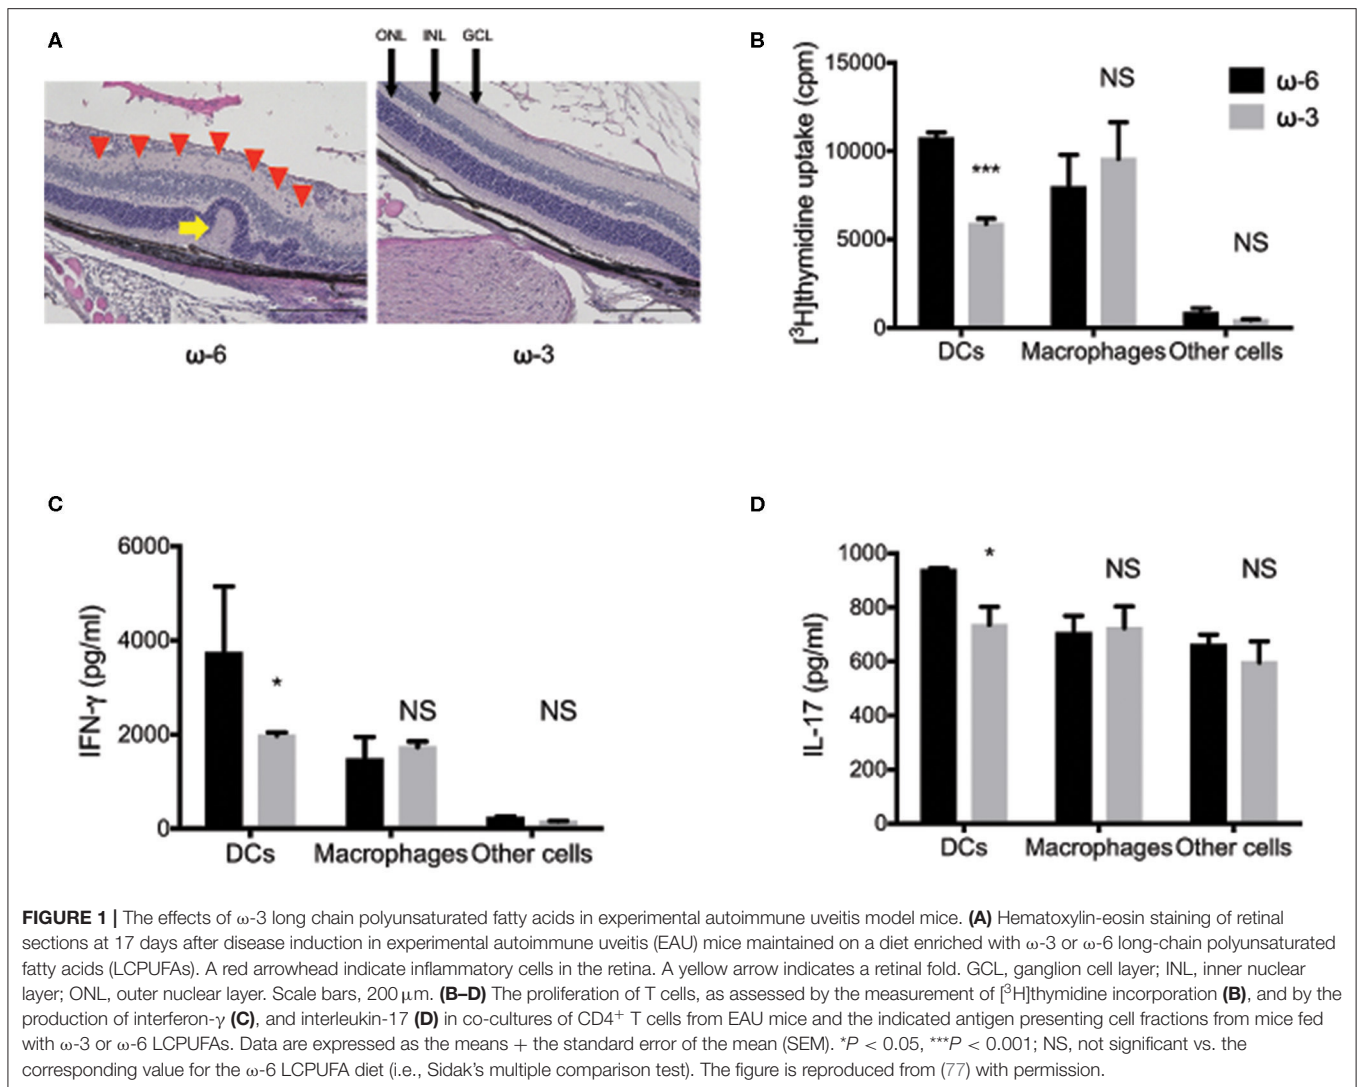 A
ONL INL GCL
ω-6
ω-3
B
[³H]thymidine uptake (cpm)
15000
10000
5000
0
NS
***
NS
ω-6
ω-3
DCs Macrophages Other cells
C
IFN-γ (pg/ml)
6000
4000
2000
0
*
NS
NS
DCs Macrophages Other cells
D
IL-17 (pg/ml)
1000
800
600
400
200
0
*
NS
NS
DCs Macrophages Other cells
FIGURE 1 | The effects of ω-3 long chain polyunsaturated fatty acids in experimental autoimmune uveitis model mice. (A) Hematoxylin-eosin staining of retinal
sections at 17 days after disease induction in experimental autoimmune uveitis (EAU) mice maintained on a diet enriched with ω-3 or ω-6 long-chain polyunsaturated
fatty acids (LCPUFAs). A red arrowhead indicate inflammatory cells in the retina. A yellow arrow indicates a retinal fold. GCL, ganglion cell layer; INL, inner nuclear
layer; ONL, outer nuclear layer. Scale bars, 200 μm. (B–D) The proliferation of T cells, as assessed by the measurement of [³H]thymidine incorporation (B), and by the
production of interferon-γ (C), and interleukin-17 (D) in co-cultures of CD4⁺ T cells from EAU mice and the indicated antigen presenting cell fractions from mice fed
with ω-3 or ω-6 LCPUFAs. Data are expressed as the means + the standard error of the mean (SEM). *P < 0.05, ***P < 0.001; NS, not significant vs. the
corresponding value for the ω-6 LCPUFA diet (i.e., Sidak's multiple comparison test). The figure is reproduced from (77) with permission.